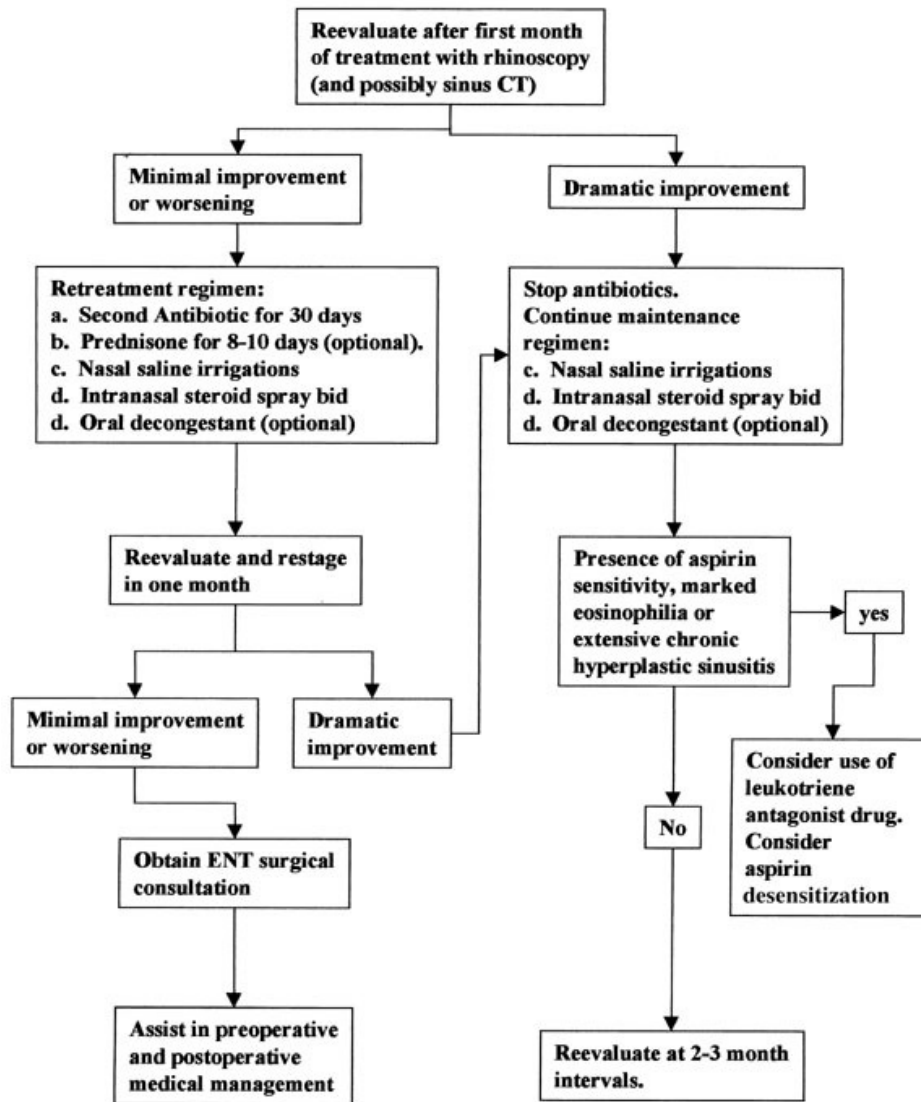 Reevaluate after first month
of treatment with rhinoscopy
(and possibly sinus CT)
Minimal improvement
or worsening
Dramatic improvement
Retreatment regimen:
a. Second Antibiotic for 30 days
b. Prednisone for 8-10 days (optional).
c. Nasal saline irrigations
d. Intranasal steroid spray bid
d. Oral decongestant (optional)
Stop antibiotics.
Continue maintenance
regimen:
c. Nasal saline irrigations
d. Intranasal steroid spray bid
d. Oral decongestant (optional)
Reevaluate and restage
in one month
Presence of aspirin
sensitivity, marked
eosinophilia or
extensive chronic
hyperplastic sinusitis
yes
Minimal improvement
or worsening
Dramatic
improvement
Consider use of
leukotriene
antagonist drug.
Consider
aspirin
desensitization
No
Obtain ENT surgical
consultation
Assist in preoperative
and postoperative
medical management
Reevaluate at 2-3 month
intervals.